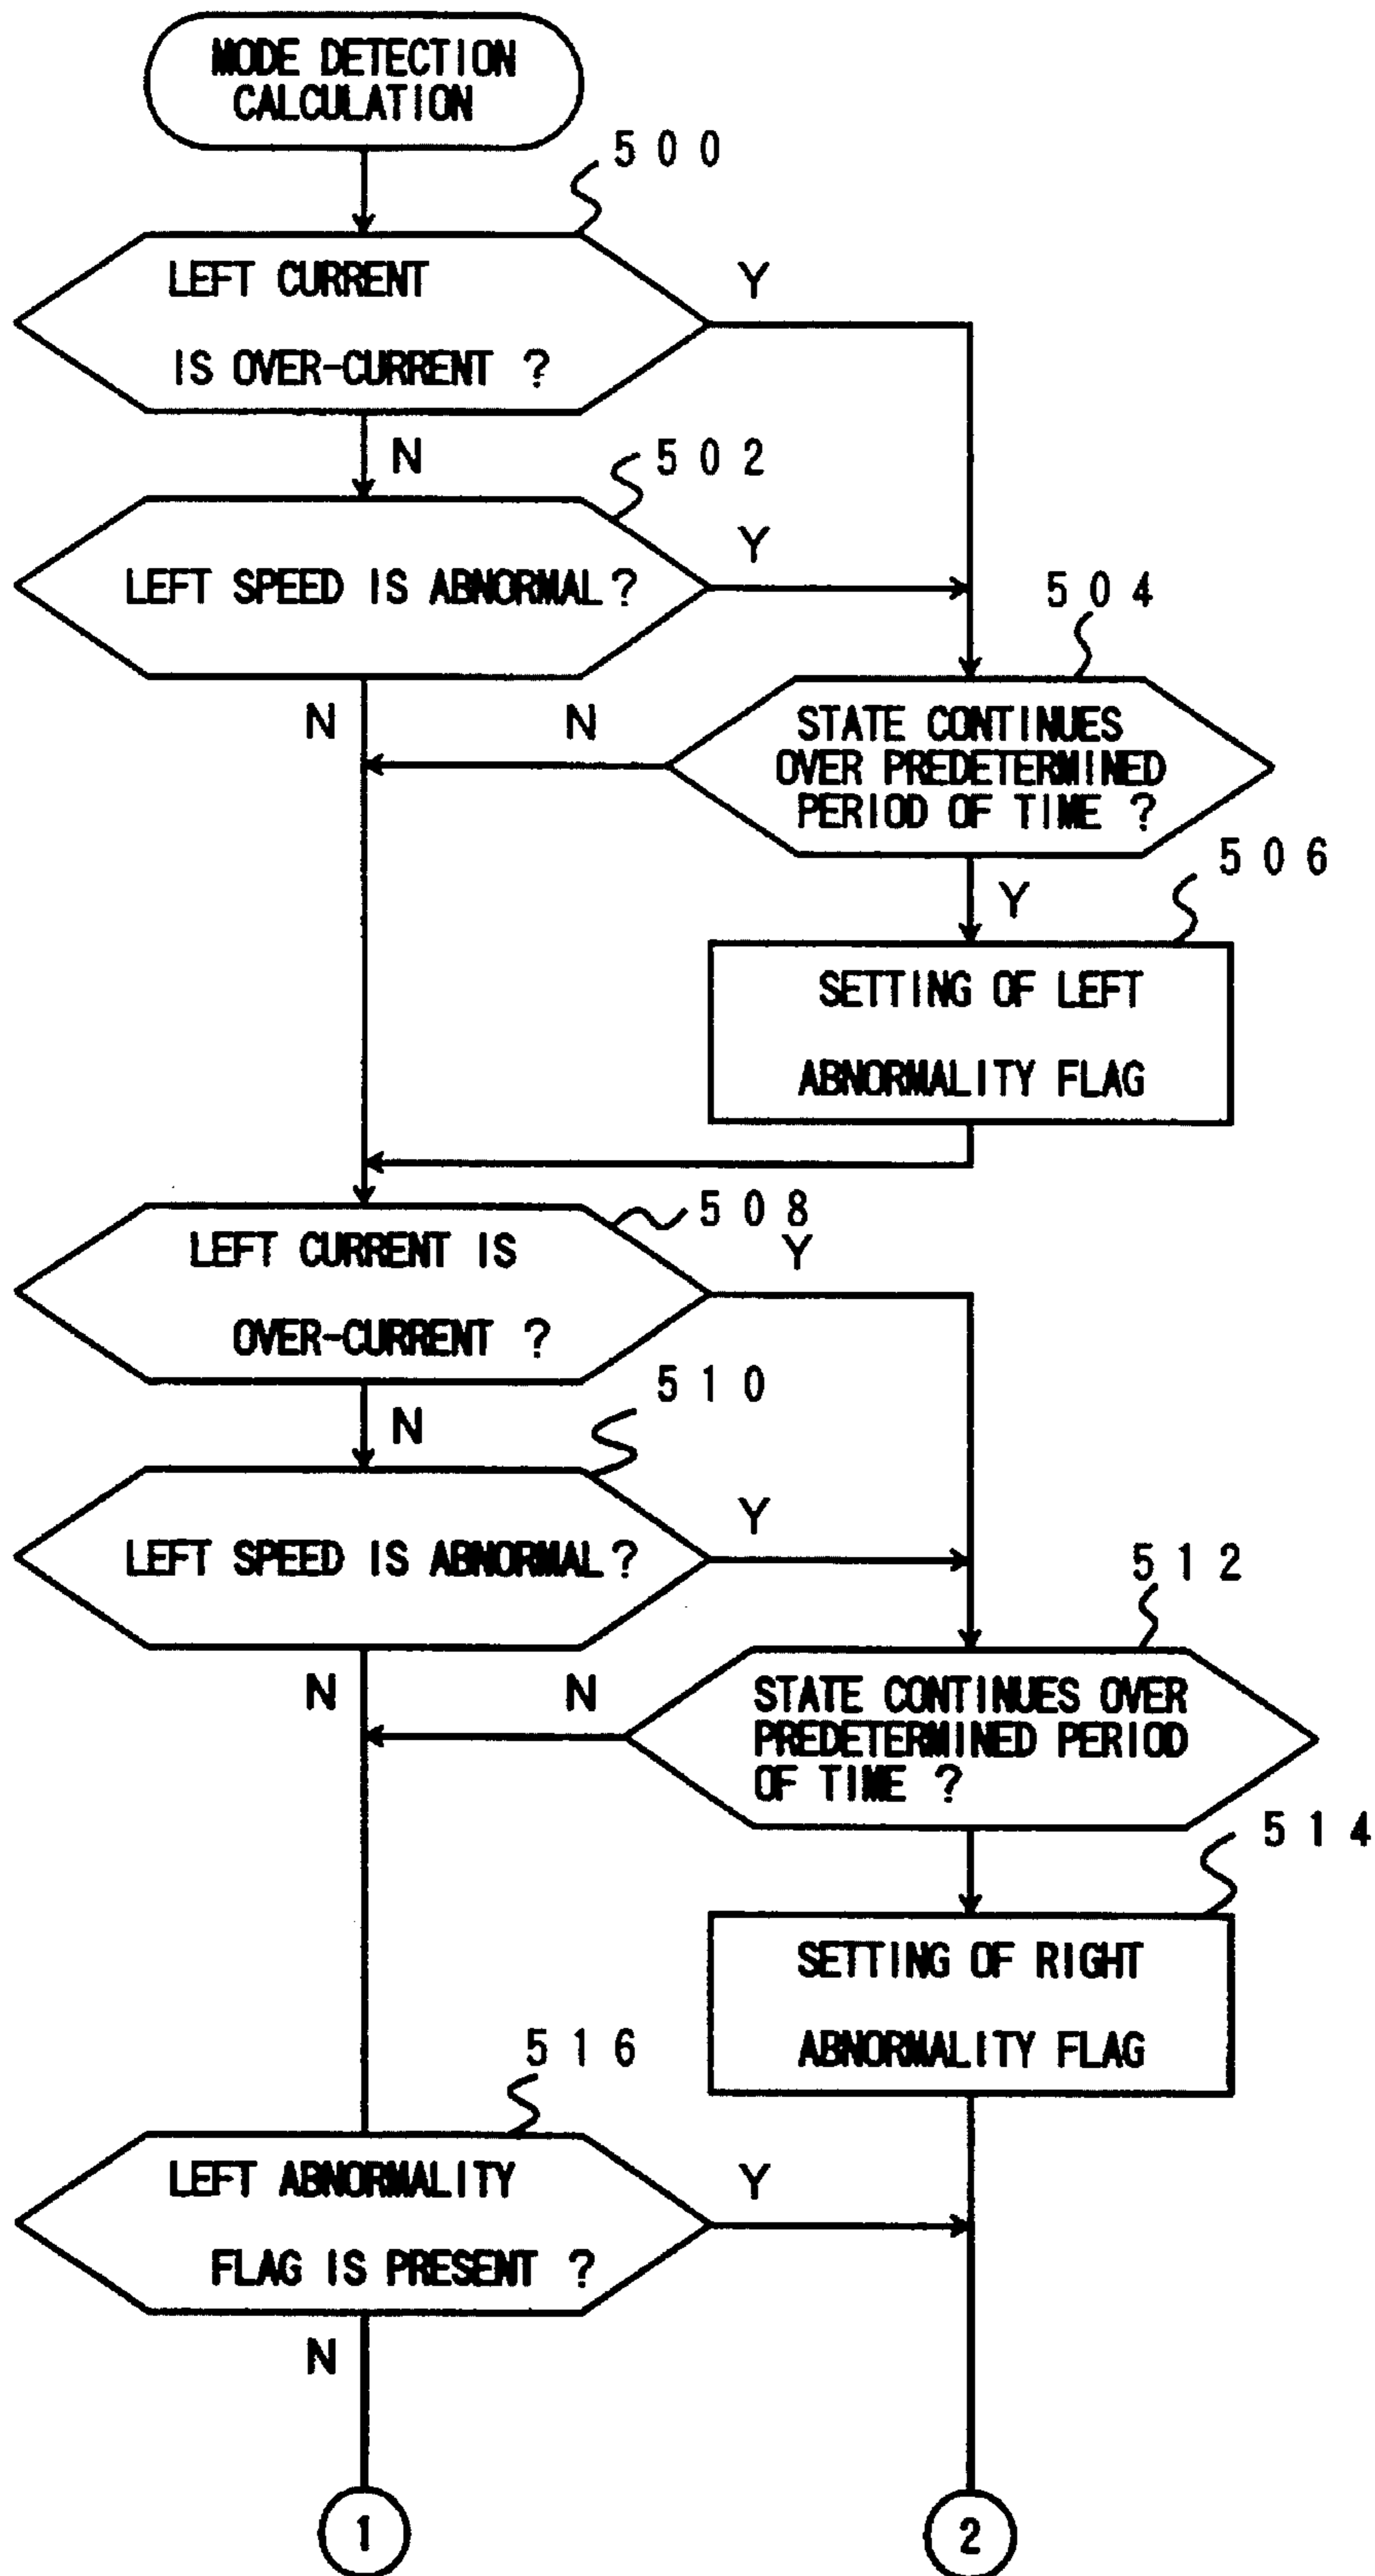 MODE DETECTION
CALCULATION
500
LEFT CURRENT
IS OVER-CURRENT ?
Y
N
502
LEFT SPEED IS ABNORMAL?
Y
504
N
N
STATE CONTINUES
OVER PREDETERMINED
PERIOD OF TIME ?
506
Y
SETTING OF LEFT
ABNORMALITY FLAG
508
LEFT CURRENT IS
OVER-CURRENT ?
Y
N
510
LEFT SPEED IS ABNORMAL?
Y
512
N
N
STATE CONTINUES OVER
PREDETERMINED PERIOD
OF TIME ?
514
SETTING OF RIGHT
ABNORMALITY FLAG
516
LEFT ABNORMALITY
FLAG IS PRESENT ?
Y
N
1
2